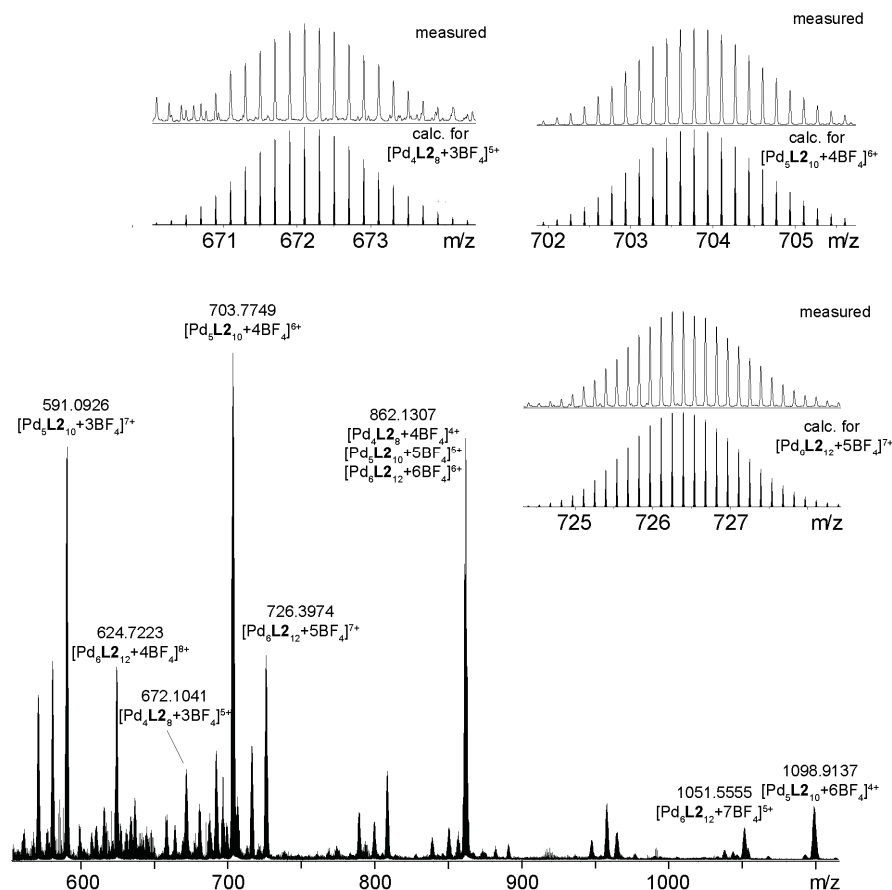 measured
calc. for
[Pd4L28+3BF4]5+
671 672 673 m/z
measured
calc. for
[Pd5L210+4BF4]6+
702 703 704 705 m/z
703.7749
[Pd5L210+4BF4]6+
591.0926
[Pd5L210+3BF4]7+
862.1307
[Pd4L28+4BF4]4+
[Pd5L210+5BF4]5+
[Pd6L212+6BF4]6+
measured
calc. for
[Pd6L212+5BF4]7+
725 726 727 m/z
624.7223
[Pd6L212+4BF4]8+
726.3974
[Pd6L212+5BF4]7+
672.1041
[Pd4L28+3BF4]5+
1051.5555
[Pd6L212+7BF4]5+
1098.9137
[Pd5L210+6BF4]4+
600 700 800 900 1000 m/z